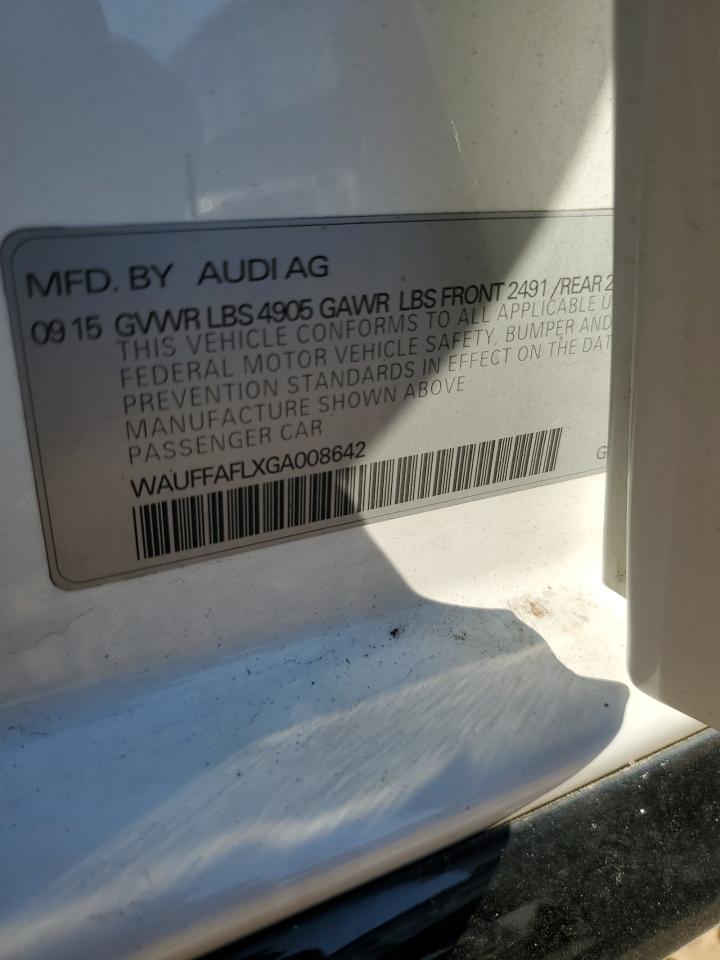 MFD. BY AUDI AG
09 15 GVWR LBS 4905 GAWR LBS FRONT 2491 /REAR 2
THIS VEHICLE CONFORMS TO ALL APPLICABLE U
FEDERAL MOTOR VEHICLE SAFETY, BUMPER AND
PREVENTION STANDARDS IN EFFECT ON THE DAT
MANUFACTURE SHOWN ABOVE
PASSENGER CAR
WAUFFAFLXGA008642
G